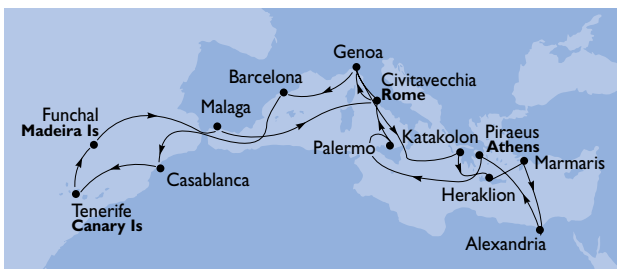 Genoa
Barcelona
Civitavecchia
Rome
Funchal
Madeira Is
Malaga
Palermo
Katakolon
Piraeus
Athens
Marmaris
Casablanca
Heraklion
Tenerife
Canary Is
Alexandria